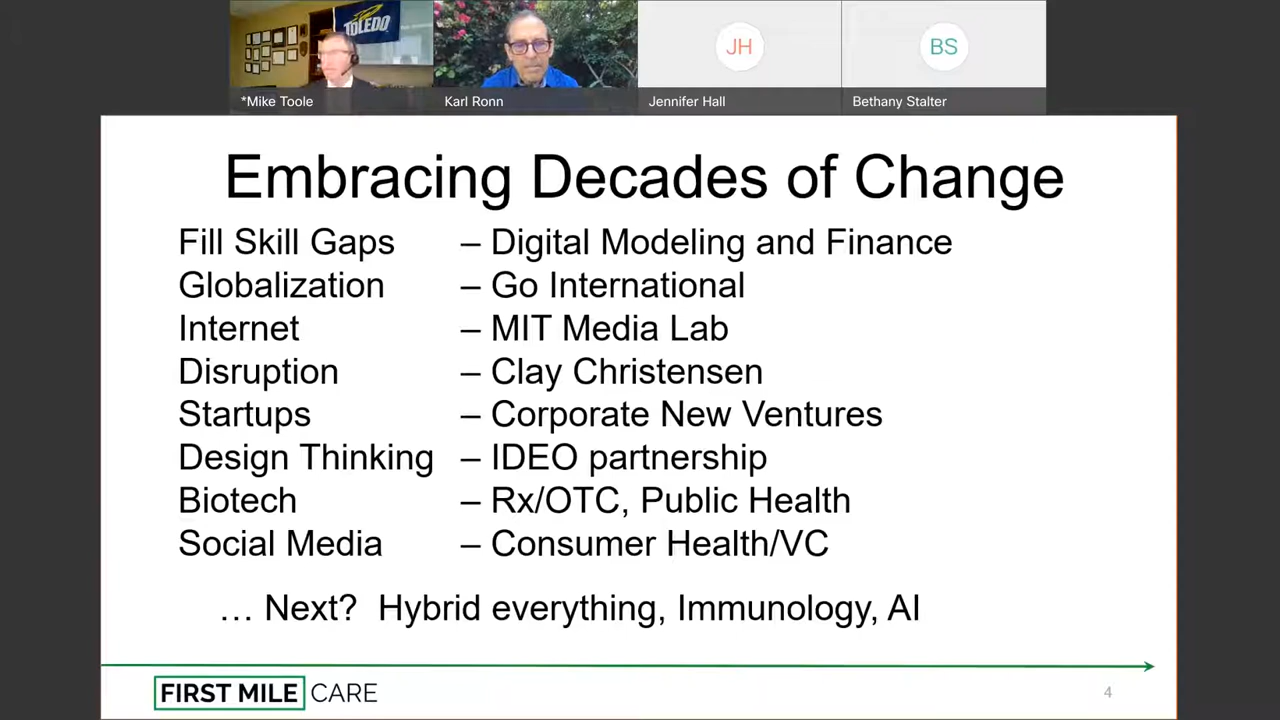 TOLEDO
JH
BS
*Mike Toole
Karl Ronn
Jennifer Hall
Bethany Stalter
Embracing Decades of Change
Fill Skill Gaps – Digital Modeling and Finance
Globalization – Go International
Internet – MIT Media Lab
Disruption – Clay Christensen
Startups – Corporate New Ventures
Design Thinking – IDEO partnership
Biotech – Rx/OTC, Public Health
Social Media – Consumer Health/VC
… Next? Hybrid everything, Immunology, AI
FIRST MILE CARE
4